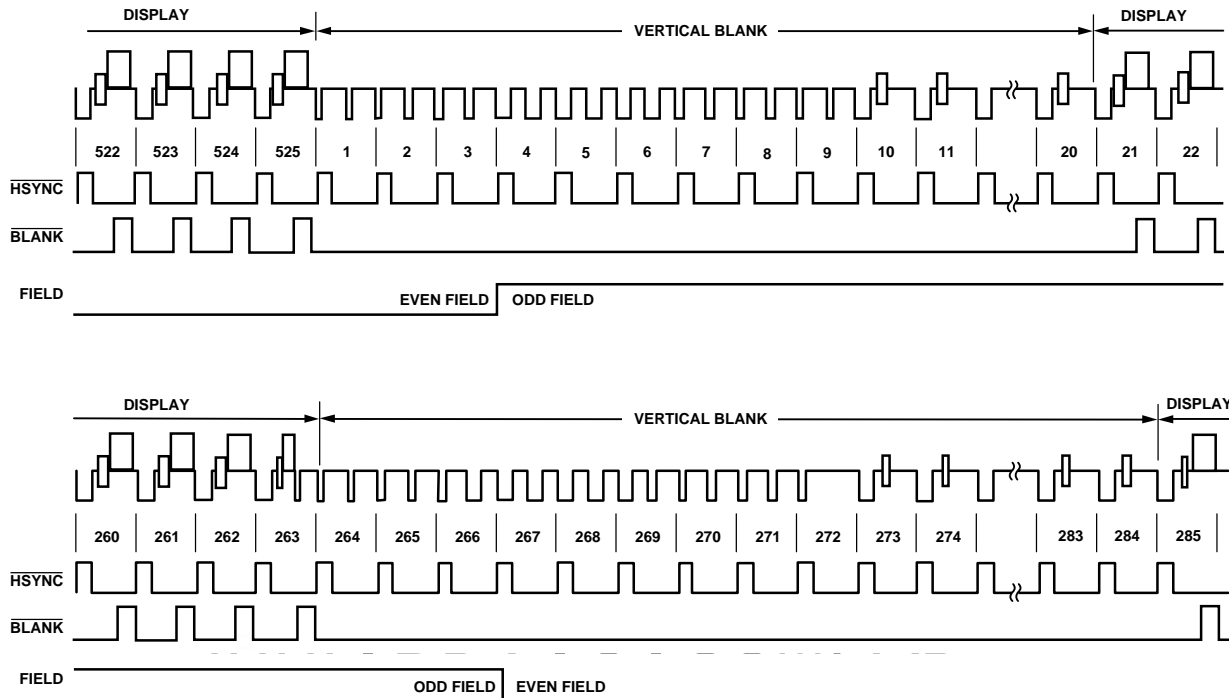 DISPLAY VERTICAL BLANK DISPLAY
522 523 524 525 1 2 3 4 5 6 7 8 9 10 11 20 21 22
HSYNC
BLANK
FIELD EVEN FIELD ODD FIELD
DISPLAY VERTICAL BLANK DISPLAY
260 261 262 263 264 265 266 267 268 269 270 271 272 273 274 283 284 285
HSYNC
BLANK
FIELD ODD FIELD EVEN FIELD